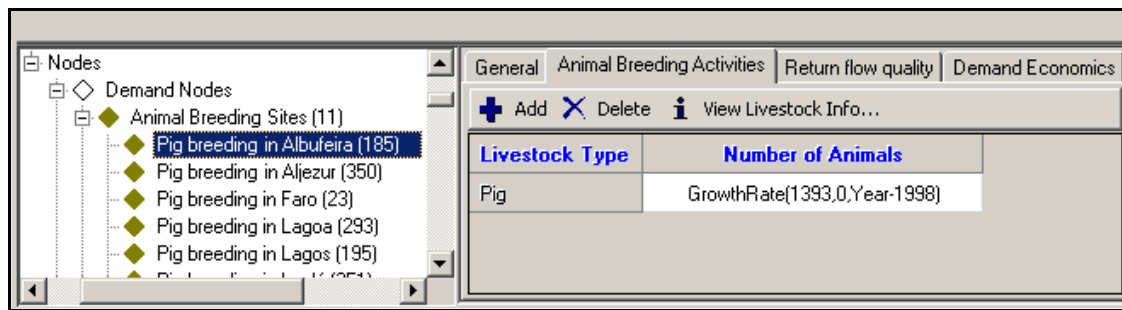 Nodes
Demand Nodes
Animal Breeding Sites (11)
Pig breeding in Albufeira (185)
Pig breeding in Aljezur (350)
Pig breeding in Faro (23)
Pig breeding in Lagoa (293)
Pig breeding in Lagos (195)
General Animal Breeding Activities Return flow quality Demand Economics
Add Delete View Livestock Info...
Livestock Type Number of Animals
Pig GrowthRate(1393,0,Year-1998)